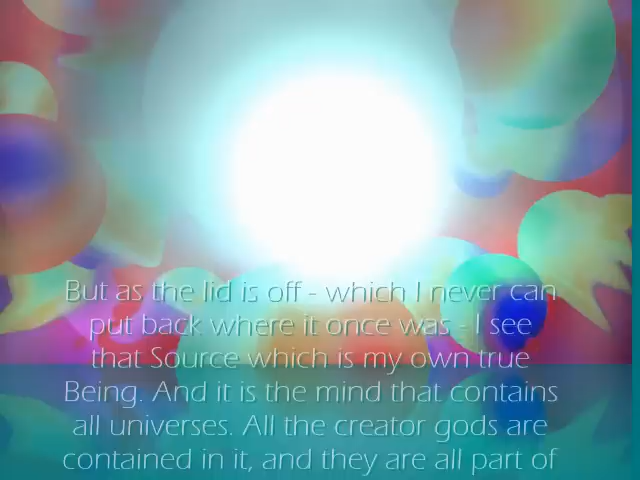 But as the lid is off - which I never can
put back where it once was - I see
that Source which is my own true
Being. And it is the mind that contains
all universes. All the creator gods are
contained in it, and they are all part of